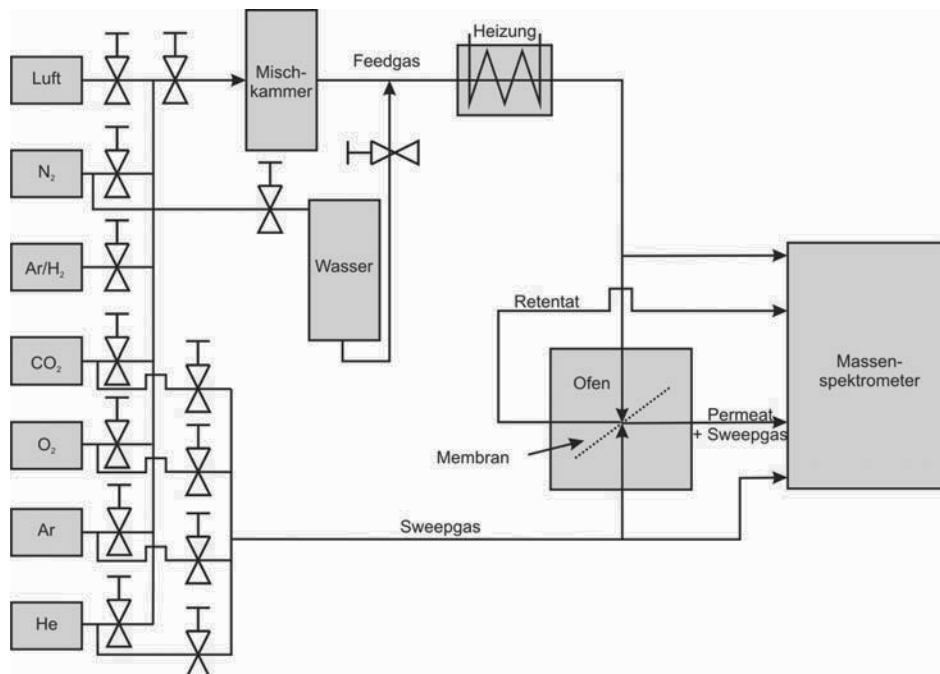 Luft
N₂
Ar/H₂
CO₂
O₂
Ar
He
Misch-
kammer
Feedgas
Heizung
Wasser
Retentat
Ofen
Membran
Permeat
+ Sweepgas
Sweepgas
Massen-
spektrometer